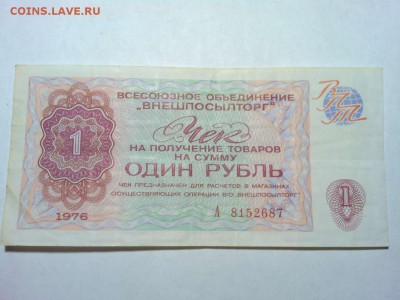 COINS.LAVE.RU
ВСЕСОЮЗНОЕ ОБЪЕДИНЕНИЕ
"ВНЕШПОСЫЛТОРГ"
ВПТ
Чек
НА ПОЛУЧЕНИЕ ТОВАРОВ
НА СУММУ
ОДИН РУБЛЬ
1
ЧЕК ПРЕДНАЗНАЧЕН ДЛЯ РАСЧЕТОВ В МАГАЗИНАХ
ОСУЩЕСТВЛЯЮЩИХ ОПЕРАЦИИ В/О "ВНЕШПОСЫЛТОРГ"
1
1976
А 8152687